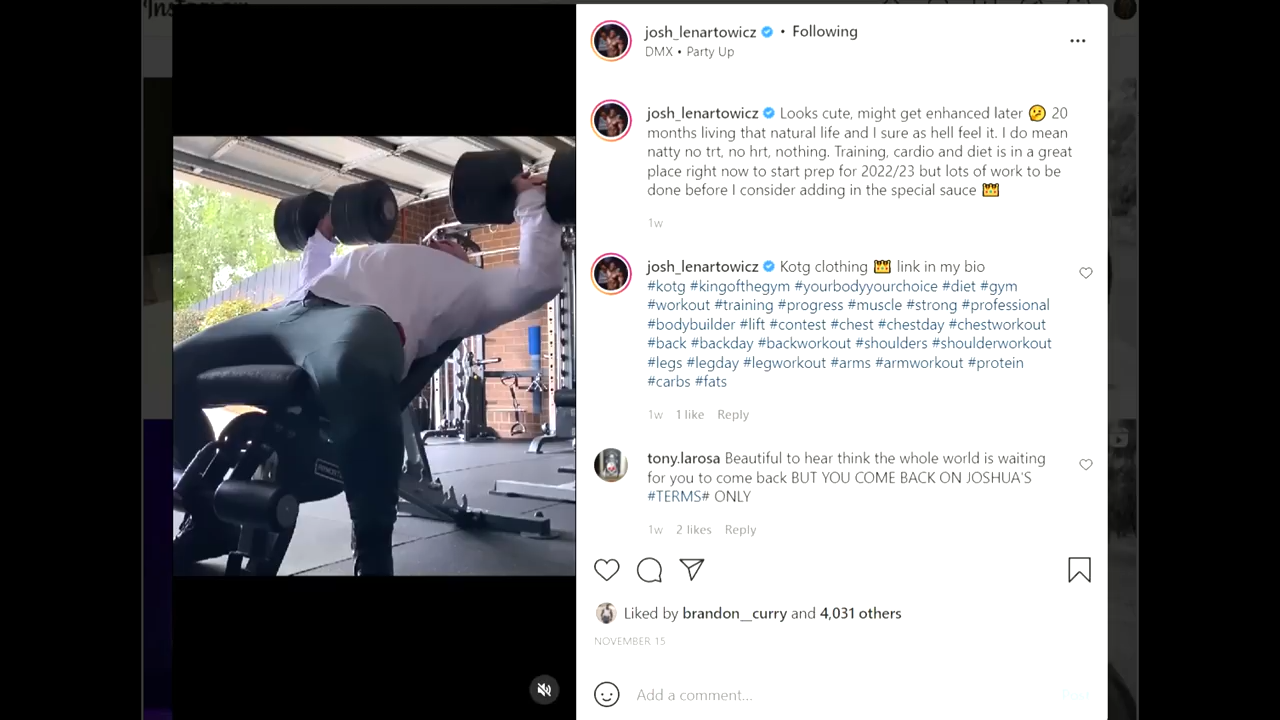 josh_lenartowicz • Following
DMX • Party Up
josh_lenartowicz Looks cute, might get enhanced later 🫤 20
months living that natural life and I sure as hell feel it. I do mean
natty no trt, no hrt, nothing. Training, cardio and diet is in a great
place right now to start prep for 2022/23 but lots of work to be
done before I consider adding in the special sauce 👑
1w
josh_lenartowicz Kotg clothing 👑 link in my bio
#kotg #kingofthegym #yourbodyyourchoice #diet #gym
#workout #training #progress #muscle #strong #professional
#bodybuilder #lift #contest #chest #chestday #chestworkout
#back #backday #backworkout #shoulders #shoulderworkout
#legs #legday #legworkout #arms #armworkout #protein
#carbs #fats
1w 1 like Reply
tony.larosa Beautiful to hear think the whole world is waiting
for you to come back BUT YOU COME BACK ON JOSHUA'S
#TERMS# ONLY
1w 2 likes Reply
Liked by brandon__curry and 4,031 others
NOVEMBER 15
Add a comment...
Post